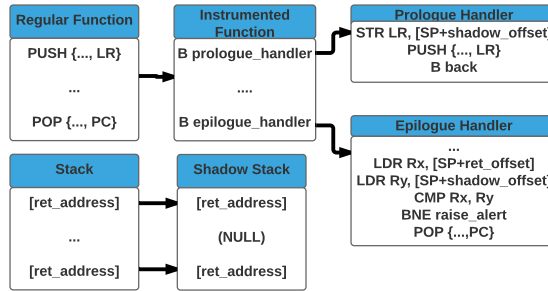 Regular Function
PUSH {..., LR}
...
POP {..., PC}
Instrumented
Function
B prologue_handler
....
B epilogue_handler
Prologue Handler
STR LR, [SP+shadow_offset]
PUSH {..., LR}
B back
Epilogue Handler
...
LDR Rx, [SP+ret_offset]
LDR Ry, [SP+shadow_offset]
CMP Rx, Ry
BNE raise_alert
POP {...,PC}
Stack
[ret_address]
...
[ret_address]
Shadow Stack
[ret_address]
(NULL)
[ret_address]